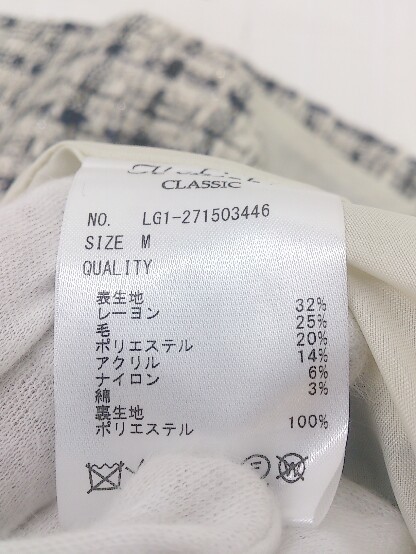 CLASSIC
NO. LG1-271503446
SIZE M
QUALITY
表生地
レーヨン 32%
毛 25%
ポリエステル 20%
アクリル 14%
ナイロン 6%
綿 3%
裏生地
ポリエステル 100%